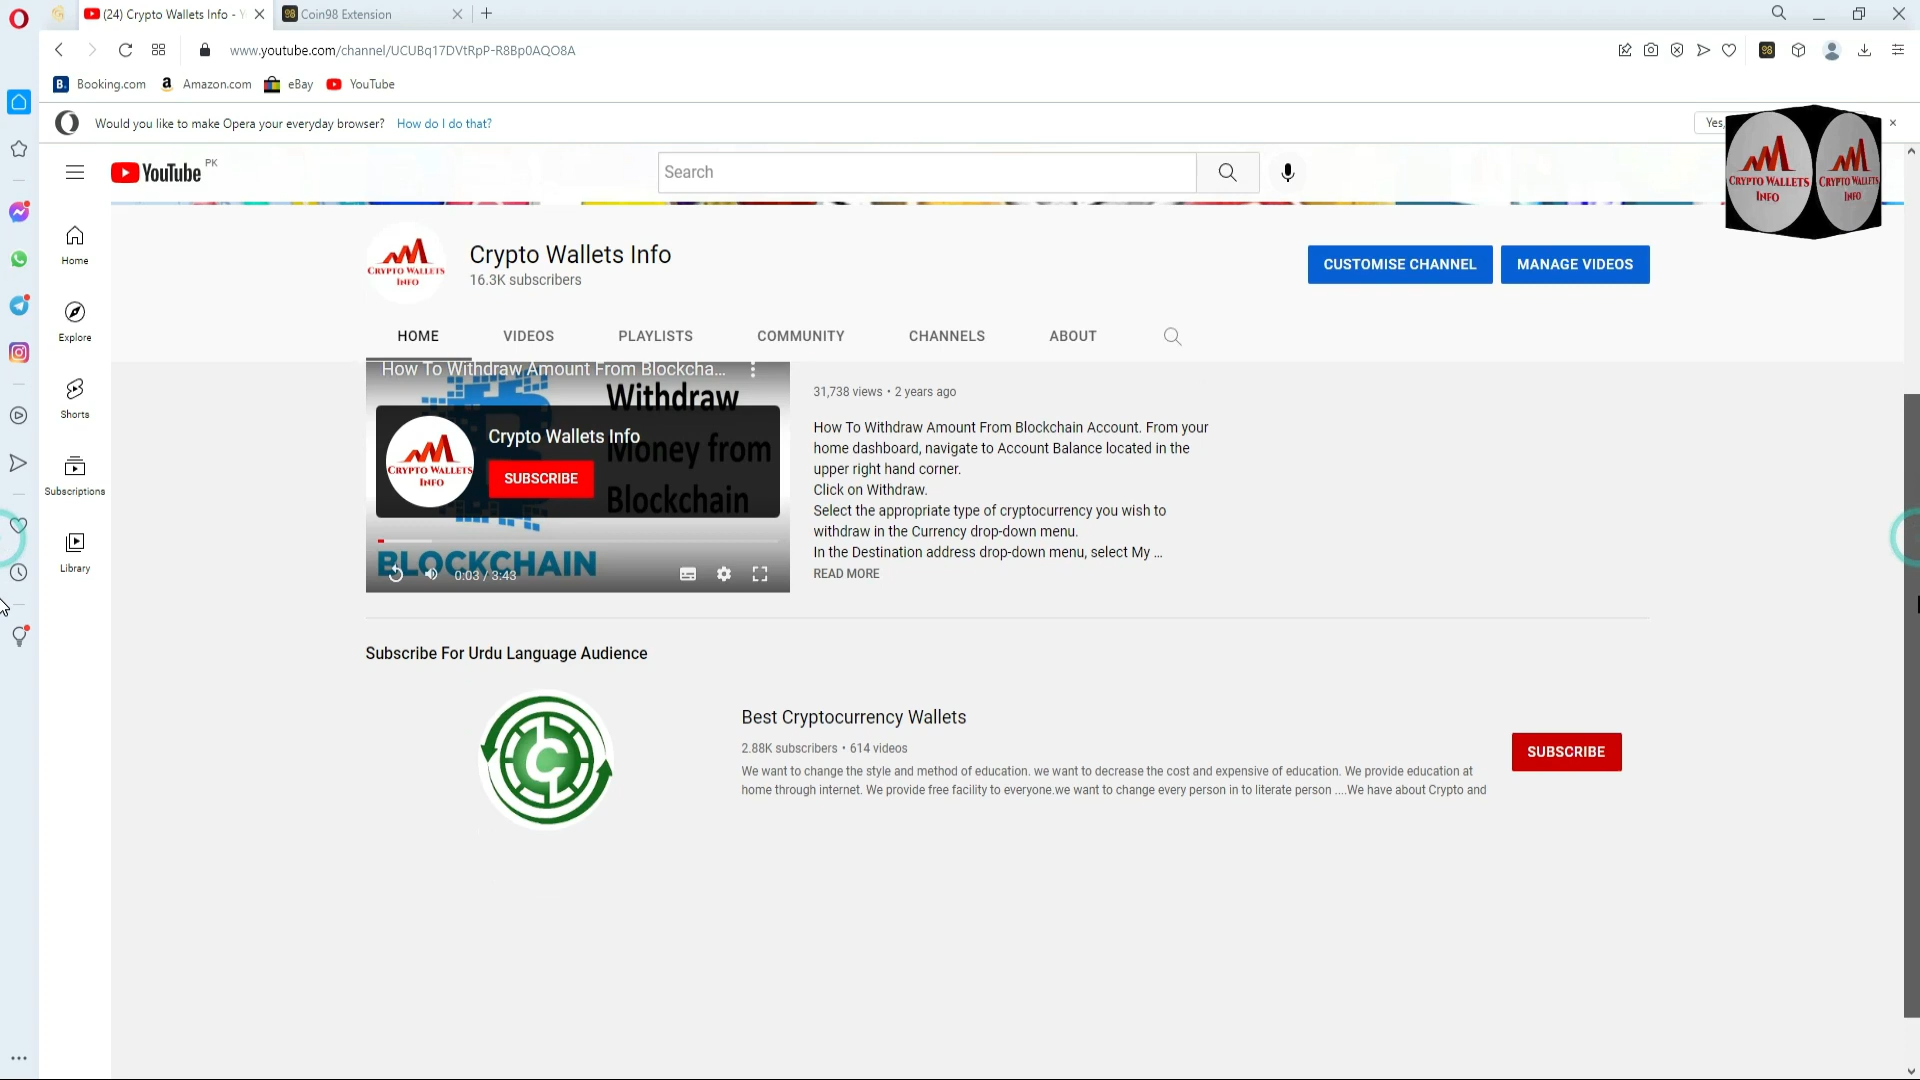 (24) Crypto Wallets Info -
Coin98 Extension
www.youtube.com/channel/UCUBq17DVtRpP-R8Bp0AQO8A
Booking.com
Amazon.com
eBay
YouTube
Would you like to make Opera your everyday browser? How do I do that?
Yes,
YouTube PK
Search
CRYPTO WALLETS
INFO
CRYPTO WALLETS
INFO
Home
Explore
Shorts
Subscriptions
Library
CRYPTO WALLETS
INFO
Crypto Wallets Info
16.3K subscribers
CUSTOMISE CHANNEL
MANAGE VIDEOS
HOME
VIDEOS
PLAYLISTS
COMMUNITY
CHANNELS
ABOUT
How To Withdraw Amount From Blockcha...
Withdraw
Money from
Blockchain
CRYPTO WALLETS
INFO
Crypto Wallets Info
SUBSCRIBE
BLOCKCHAIN
0:03 / 3:43
31,738 views • 2 years ago
How To Withdraw Amount From Blockchain Account. From your
home dashboard, navigate to Account Balance located in the
upper right hand corner.
Click on Withdraw.
Select the appropriate type of cryptocurrency you wish to
withdraw in the Currency drop-down menu.
In the Destination address drop-down menu, select My ...
READ MORE
Subscribe For Urdu Language Audience
Best Cryptocurrency Wallets
2.88K subscribers • 614 videos
We want to change the style and method of education. we want to decrease the cost and expensive of education. We provide education at
home through internet. We provide free facility to everyone.we want to change every person in to literate person ....We have about Crypto and
SUBSCRIBE